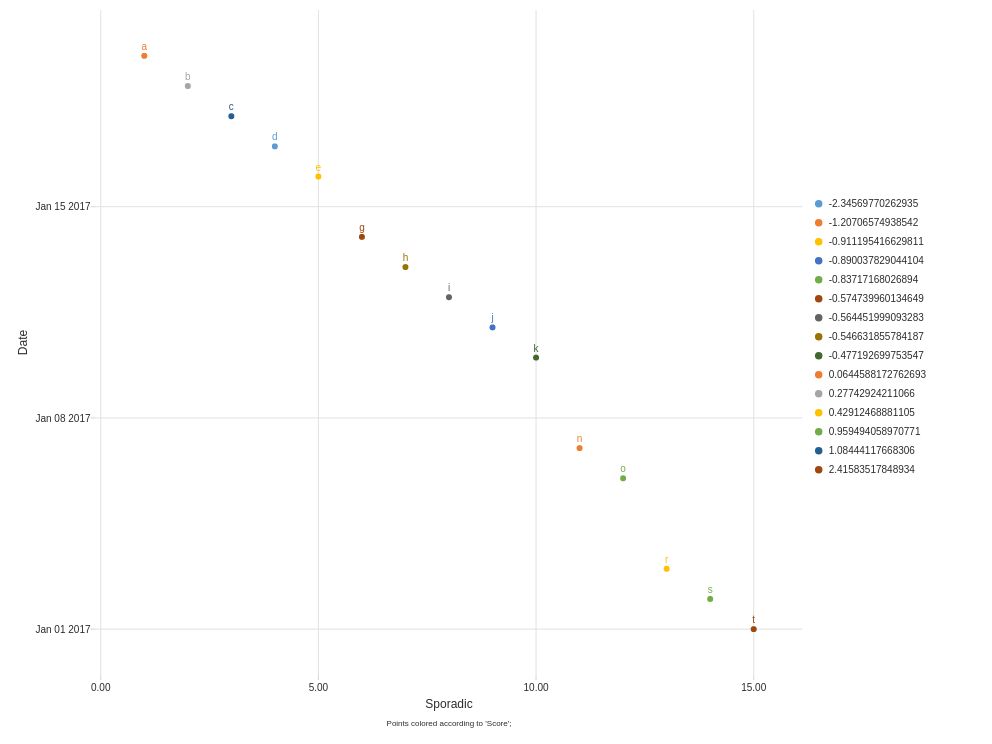 a
b
c
d
e
Jan 15 2017
g
h
i
j
k
Date
Jan 08 2017
n
o
r
s
t
Jan 01 2017
0.00 5.00 10.00 15.00
Sporadic
Points colored according to 'Score';
-2.34569770262935
-1.20706574938542
-0.911195416629811
-0.890037829044104
-0.83717168026894
-0.574739960134649
-0.564451999093283
-0.546631855784187
-0.477192699753547
0.0644588172762693
0.27742924211066
0.42912468881105
0.959494058970771
1.08444117668306
2.41583517848934